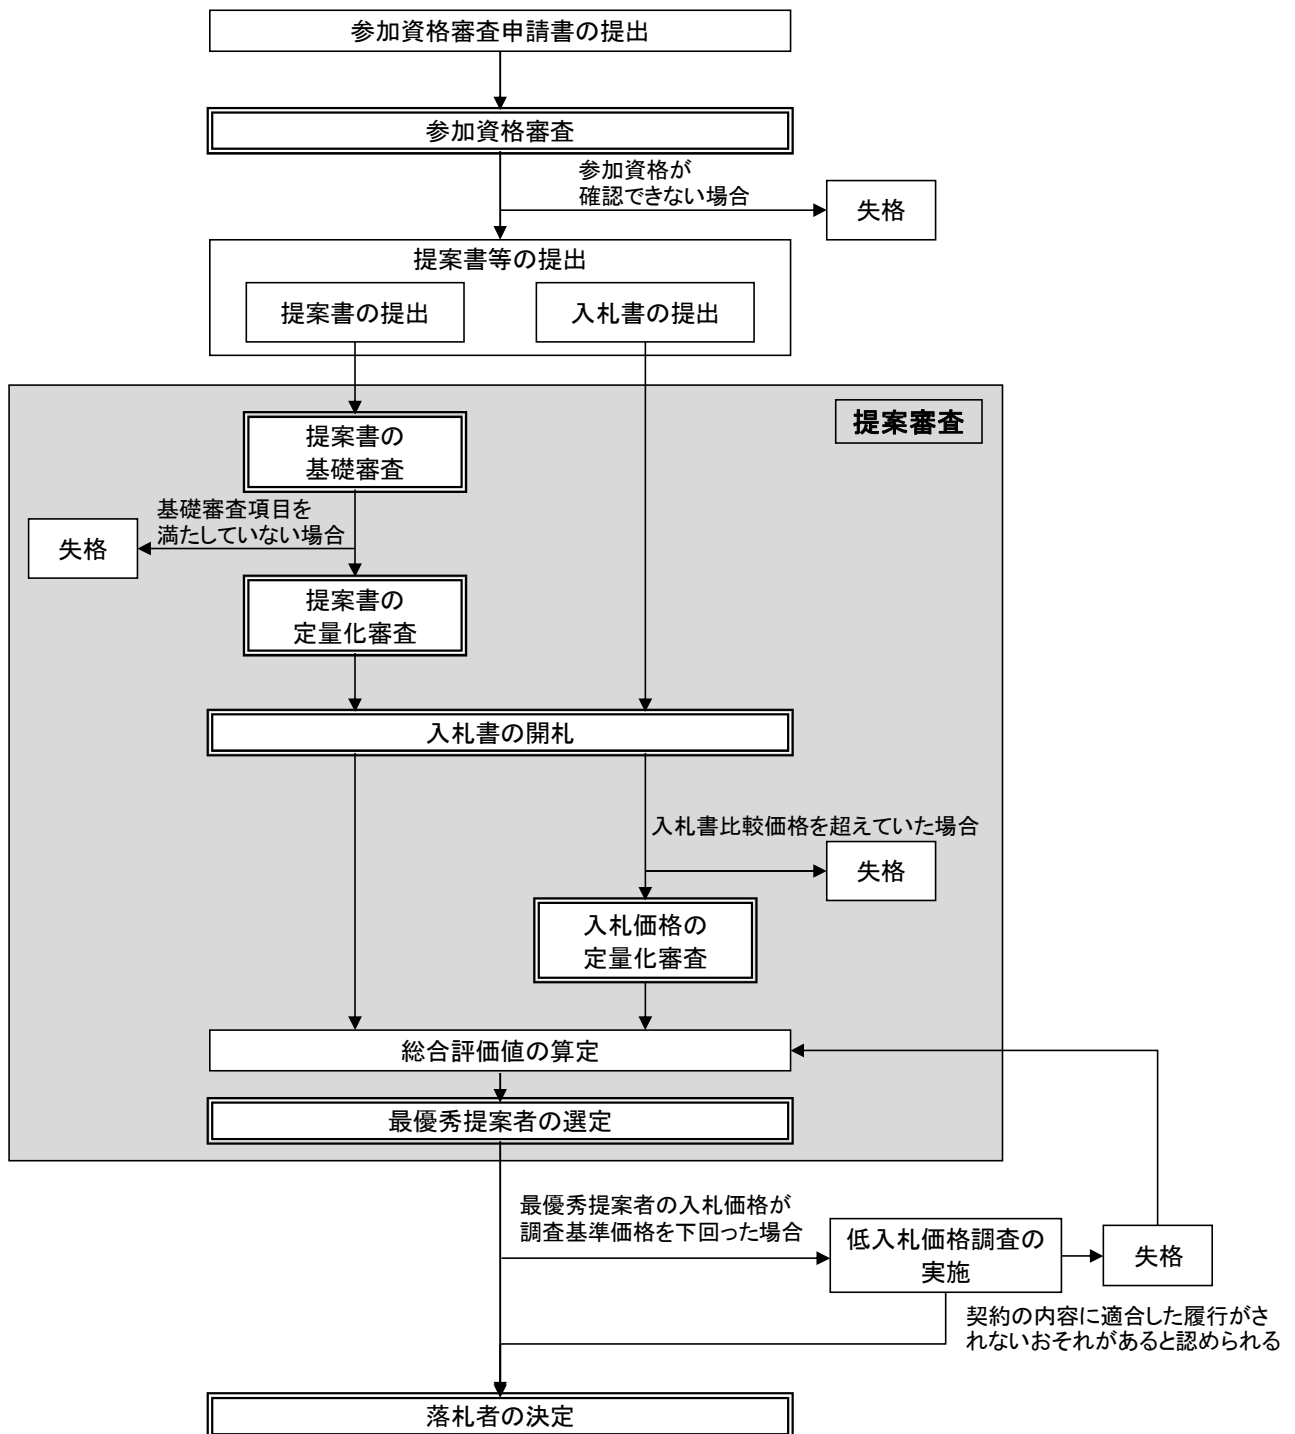 参加資格審査申請書の提出
参加資格審査
参加資格が
確認できない場合
失格
提案書等の提出
提案書の提出
入札書の提出
提案審査
提案書の
基礎審査
基礎審査項目を
満たしていない場合
失格
提案書の
定量化審査
入札書の開札
入札書比較価格を超えていた場合
失格
入札価格の
定量化審査
総合評価値の算定
最優秀提案者の選定
最優秀提案者の入札価格が
調査基準価格を下回った場合
低入札価格調査の
実施
失格
契約の内容に適合した履行がさ
れないおそれがあると認められる
落札者の決定